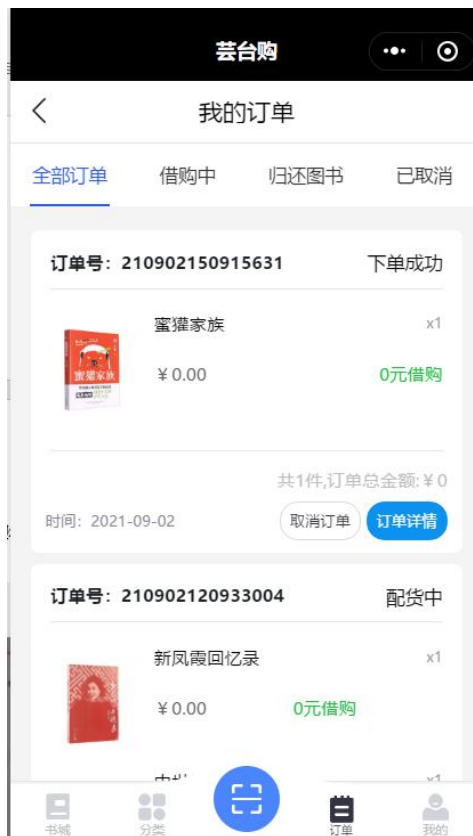 芸台购
我的订单
全部订单 借购中 归还图书 已取消
订单号：210902150915631 下单成功
蜜獾家族 x1
蜜獾家族
¥0.00 0元借购
共1件,订单总金额:¥0
时间：2021-09-02 取消订单 订单详情
订单号：210902120933004 配货中
新凤霞回忆录 x1
¥0.00 0元借购
x1
书城 分类 订单 我的